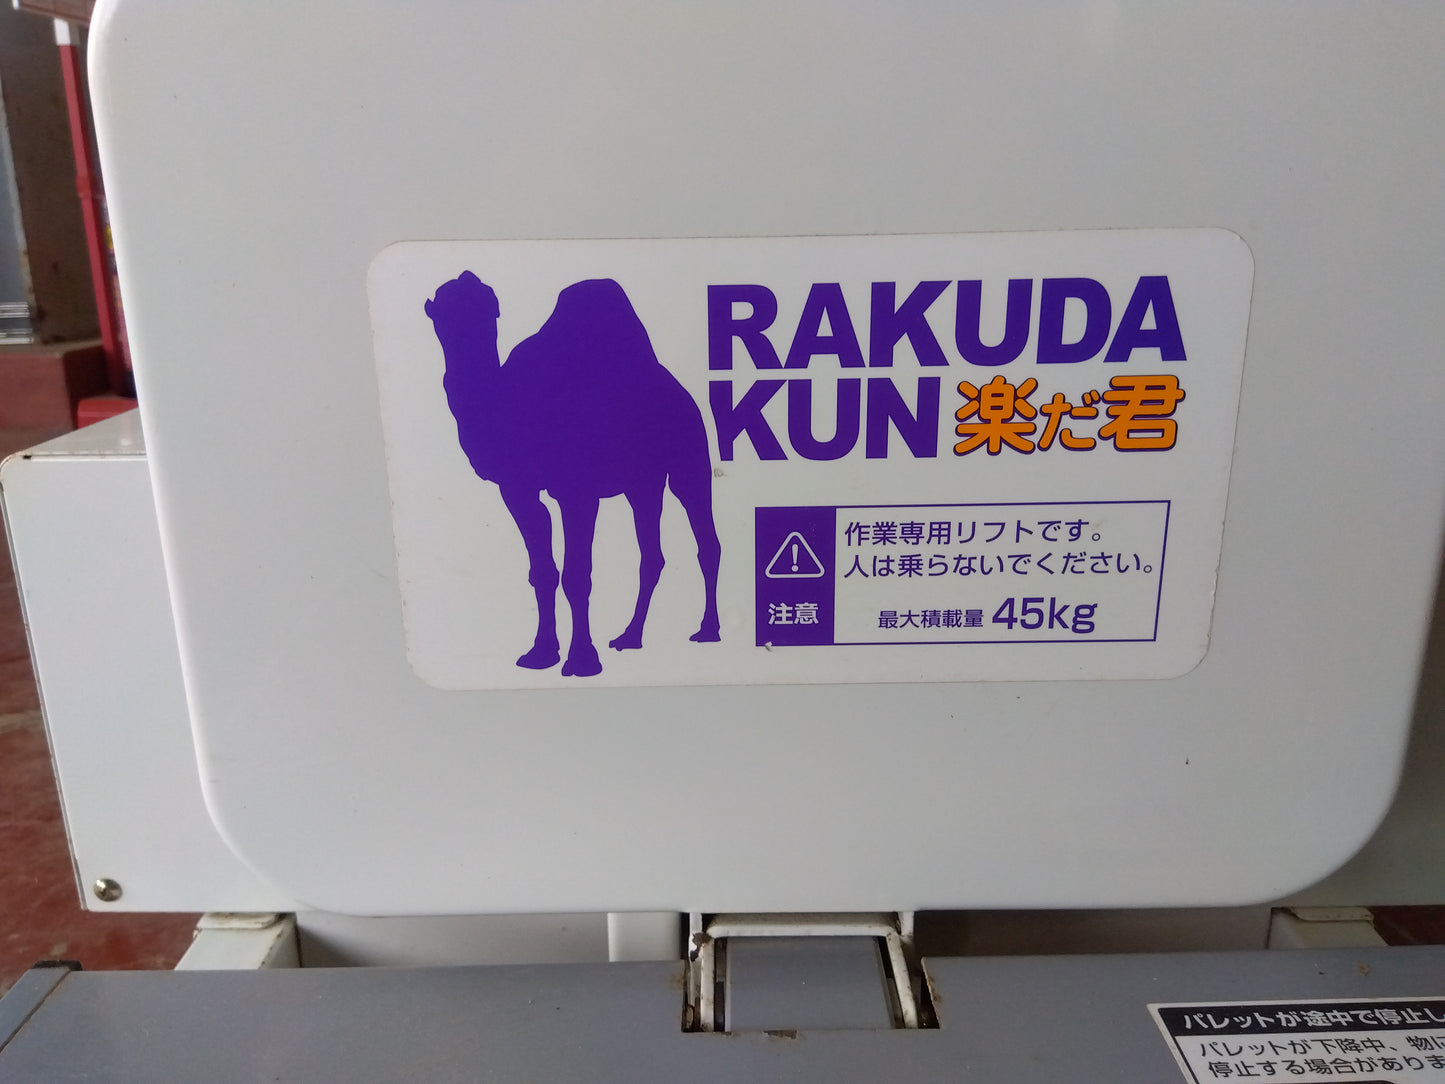 RAKUDA
KUN 楽だ君
作業専用リフトです。
人は乗らないでください。
注意
最大積載量 45kg
パレットが途中で停止し
パレットが下降中、物に
停止する場合がありま